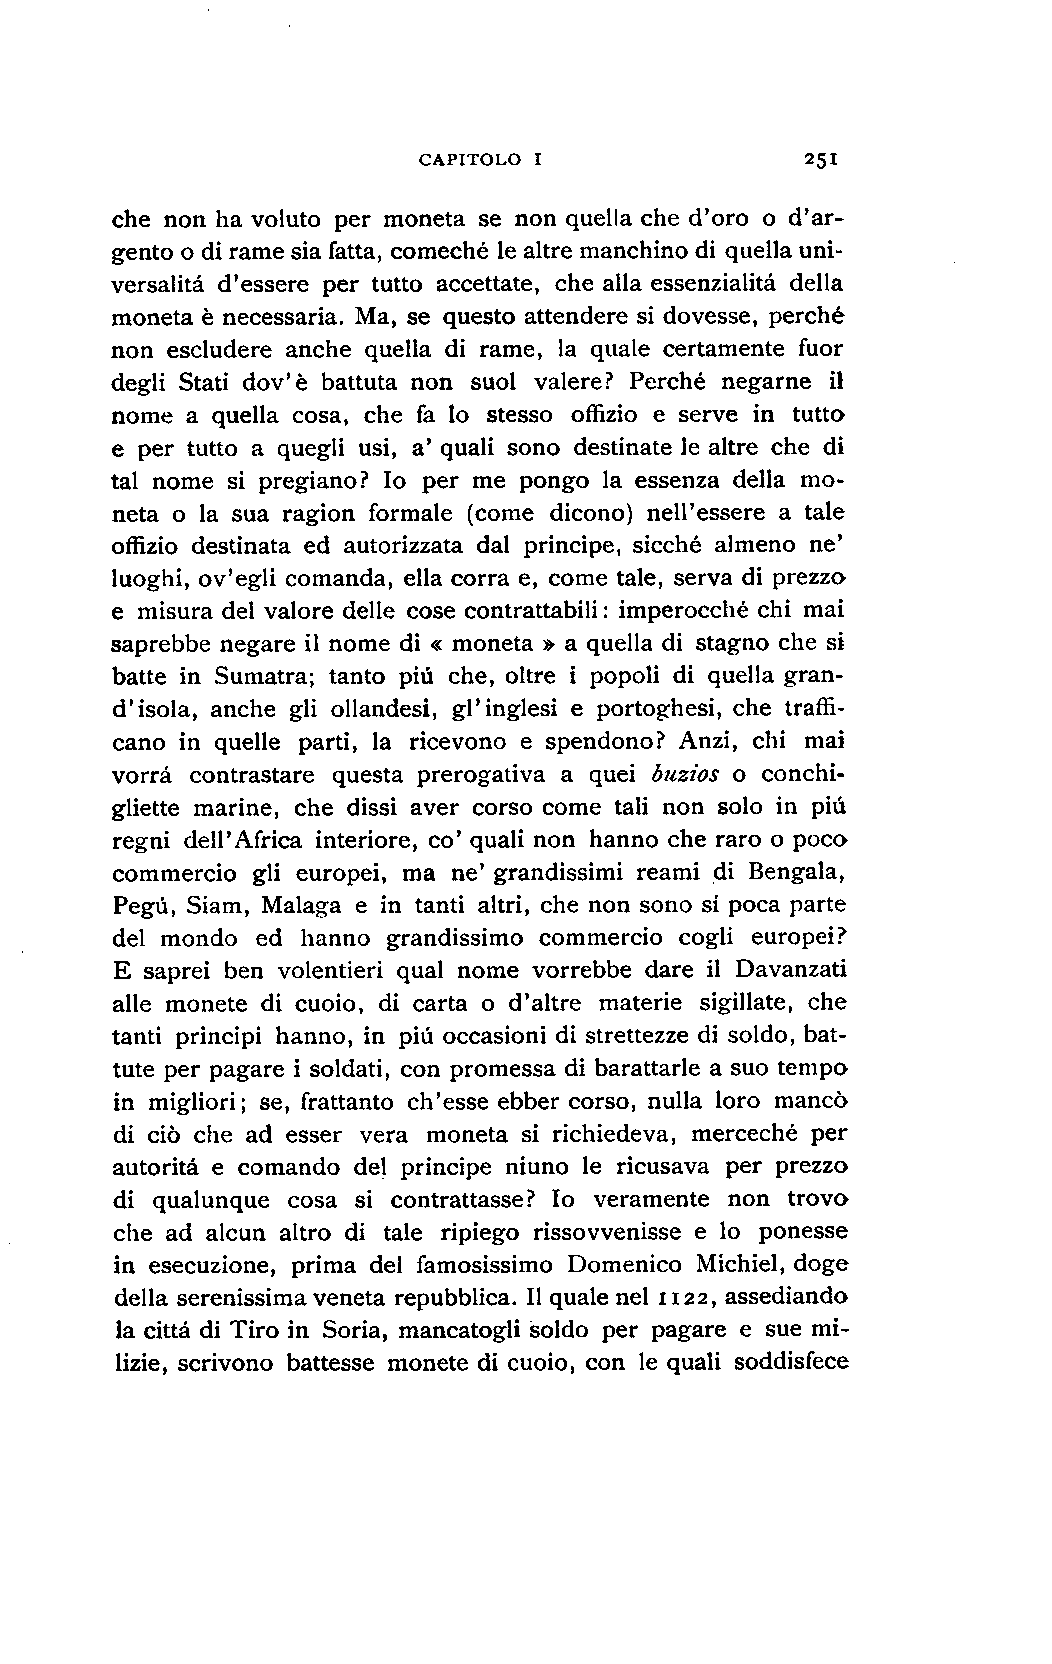 CAPITOLO I 251
che non ha voluto per moneta se non quella che d'oro o d'ar-
gento o di rame sia fatta, comeché le altre manchino di quella uni-
versalitá d'essere per tutto accettate, che alla essenzialitá della
moneta è necessaria. Ma, se questo attendere si dovesse, perché
non escludere anche quella di rame, la quale certamente fuor
degli Stati dov'è battuta non suol valere? Perché negarne il
nome a quella cosa, che fa lo stesso offizio e serve in tutto
e per tutto a quegli usi, a' quali sono destinate le altre che di
tal nome si pregiano? Io per me pongo la essenza della mo-
neta o la sua ragion formale (come dicono) nell'essere a tale
offizio destinata ed autorizzata dal principe, sicché almeno ne'
luoghi, ov'egli comanda, ella corra e, come tale, serva di prezzo
e misura del valore delle cose contrattabili: imperocché chi mai
saprebbe negare il nome di « moneta » a quella di stagno che si
batte in Sumatra; tanto piú che, oltre i popoli di quella gran-
d'isola, anche gli ollandesi, gl'inglesi e portoghesi, che traffi-
cano in quelle parti, la ricevono e spendono? Anzi, chi mai
vorrá contrastare questa prerogativa a quei buzios o conchi-
gliette marine, che dissi aver corso come tali non solo in piú
regni dell'Africa interiore, co' quali non hanno che raro o poco
commercio gli europei, ma ne' grandissimi reami di Bengala,
Pegú, Siam, Malaga e in tanti altri, che non sono sí poca parte
del mondo ed hanno grandissimo commercio cogli europei?
E saprei ben volentieri qual nome vorrebbe dare il Davanzati
alle monete di cuoio, di carta o d'altre materie sigillate, che
tanti principi hanno, in piú occasioni di strettezze di soldo, bat-
tute per pagare i soldati, con promessa di barattarle a suo tempo
in migliori; se, frattanto ch'esse ebber corso, nulla loro mancò
di ciò che ad esser vera moneta si richiedeva, merceché per
autoritá e comando del principe niuno le ricusava per prezzo
di qualunque cosa si contrattasse? Io veramente non trovo
che ad alcun altro di tale ripiego rissovvenisse e lo ponesse
in esecuzione, prima del famosissimo Domenico Michiel, doge
della serenissima veneta repubblica. Il quale nel 1122, assediando
la cittá di Tiro in Soria, mancatogli soldo per pagare e sue mi-
lizie, scrivono battesse monete di cuoio, con le quali soddisfece